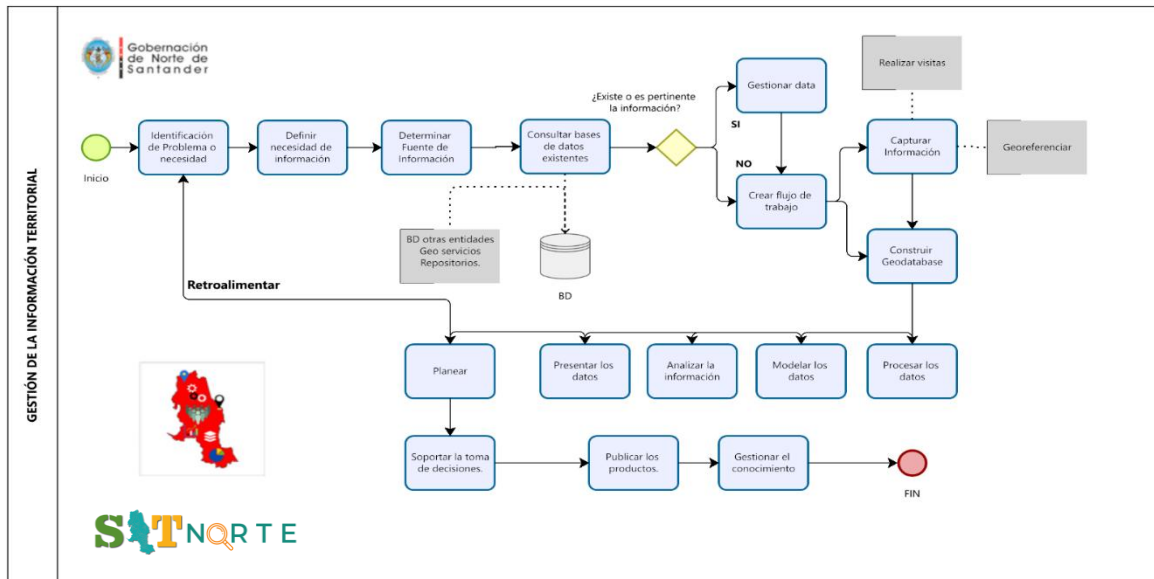 GESTIÓN DE LA INFORMACIÓN TERRITORIAL
Gobernación
de Norte de
Santander
Inicio
Identificación
de Problema o
necesidad
Definir
necesidad de
información
Determinar
Fuente de
Información
Consultar bases
de datos
existentes
¿Existe o es pertinente
la información?
SI
NO
Gestionar data
Crear flujo de
trabajo
Realizar visitas
Capturar
Información
Georeferenciar
Construir
Geodatabase
BD otras entidades
Geo servicios
Repositorios.
BD
Retroalimentar
Planear
Presentar los
datos
Analizar la
información
Modelar los
datos
Procesar los
datos
Soportar la toma
de decisiones.
Publicar los
productos.
Gestionar el
conocimiento
FIN
SIT NORTE